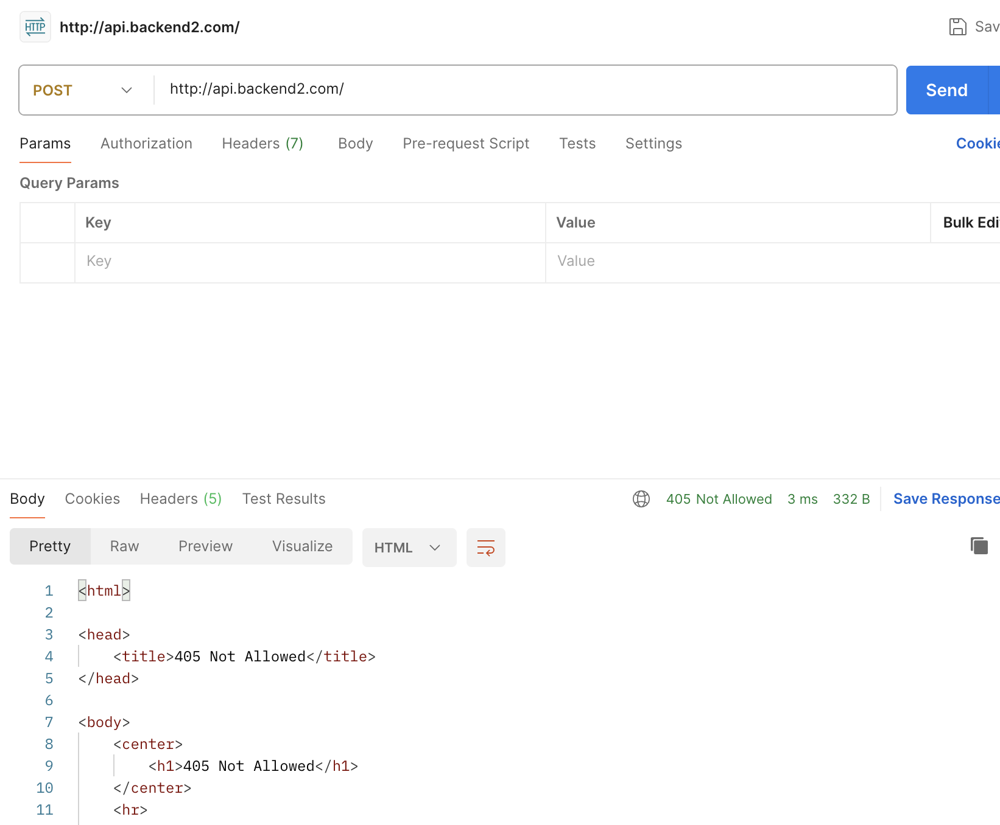 HTTP http://api.backend2.com/ Sav
POST http://api.backend2.com/ Send
Params Authorization Headers (7) Body Pre-request Script Tests Settings Cookie
Query Params
Key Value Bulk Edi
Key Value
Body Cookies Headers (5) Test Results 405 Not Allowed 3 ms 332 B Save Response
Pretty Raw Preview Visualize HTML
1 <html>
2
3 <head>
4 <title>405 Not Allowed</title>
5 </head>
6
7 <body>
8 <center>
9 <h1>405 Not Allowed</h1>
10 </center>
11 <hr>